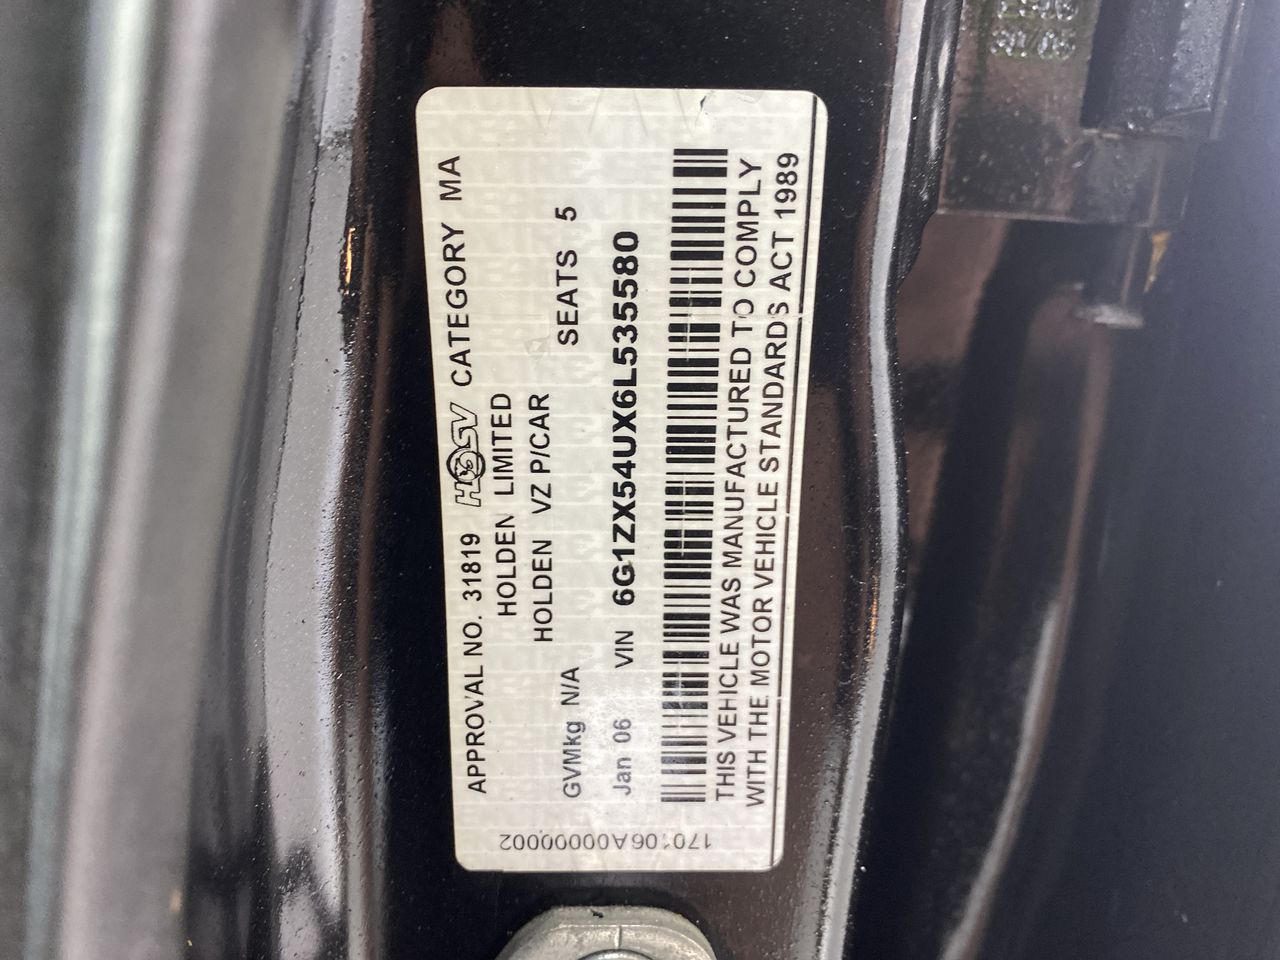 APPROVAL NO. 31819 HSV CATEGORY MA
HOLDEN LIMITED
HOLDEN VZ P/CAR
GVMkg N/A SEATS 5
Jan 06 VIN 6G1ZX54UX6L535580
THIS VEHICLE WAS MANUFACTURED TO COMPLY
WITH THE MOTOR VEHICLE STANDARDS ACT 1989
170106A00000002